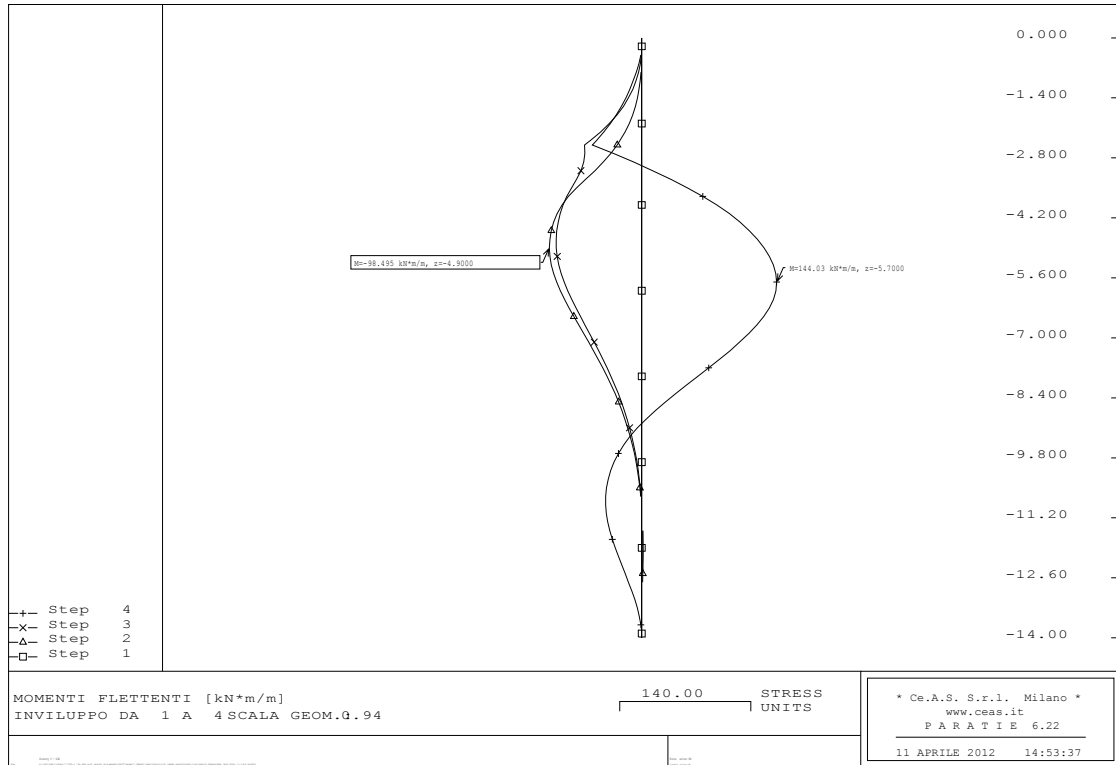 0.000
-1.400
-2.800
-4.200
M=-98.495 kN*m/m, z=-4.9000
M=144.03 kN*m/m, z=-5.7000
-5.600
-7.000
-8.400
-9.800
-11.20
-12.60
-14.00
Step 4
Step 3
Step 2
Step 1
MOMENTI FLETTENTI [kN*m/m]
INVILUPPO DA 1 A 4 SCALA GEOM. 0.94
140.00 STRESS
UNITS
* Ce.A.S. S.r.l. Milano *
www.ceas.it
P A R A T I E 6.22
11 APRILE 2012 14:53:37